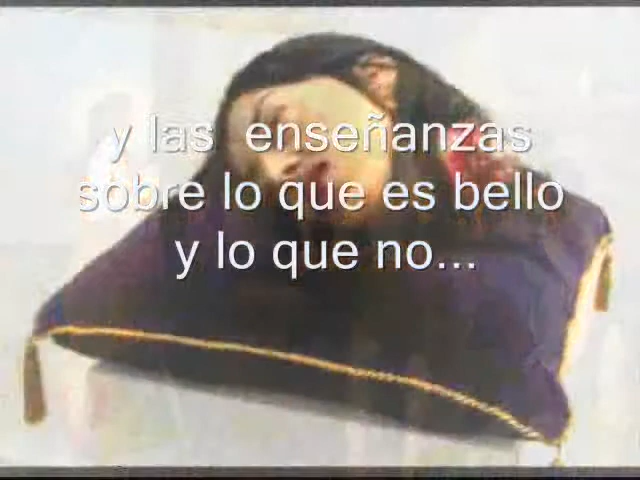 y las  enseñanzas
sobre lo que es bello
y lo que no...